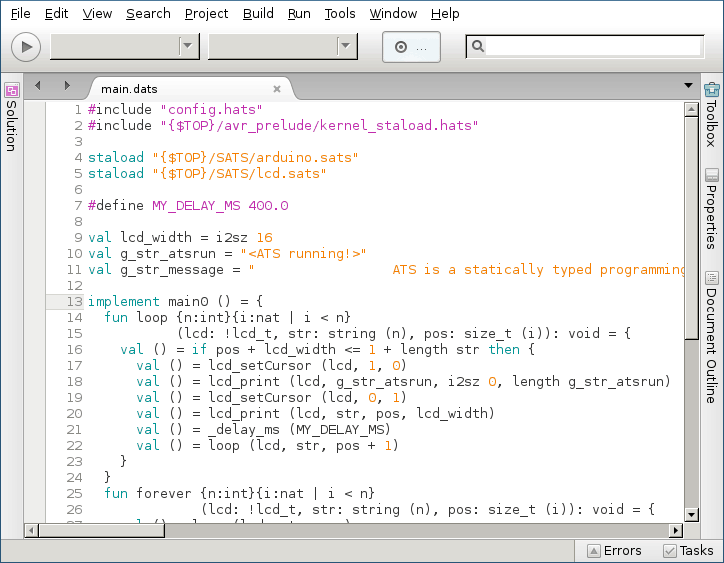 File Edit View Search Project Build Run Tools Window Help
...
main.dats
Solution
Toolbox
Properties
Document Outline
1 #include "config.hats"
2 #include "{$TOP}/avr_prelude/kernel_staload.hats"
3
4 staload "{$TOP}/SATS/arduino.sats"
5 staload "{$TOP}/SATS/lcd.sats"
6
7 #define MY_DELAY_MS 400.0
8
9 val lcd_width = i2sz 16
10 val g_str_atsrun = "<ATS running!>"
11 val g_str_message = "                 ATS is a statically typed programming
12
13 implement main0 () = {
14   fun loop {n:int}{i:nat | i < n}
15            (lcd: !lcd_t, str: string (n), pos: size_t (i)): void = {
16     val () = if pos + lcd_width <= 1 + length str then {
17       val () = lcd_setCursor (lcd, 1, 0)
18       val () = lcd_print (lcd, g_str_atsrun, i2sz 0, length g_str_atsrun)
19       val () = lcd_setCursor (lcd, 0, 1)
20       val () = lcd_print (lcd, str, pos, lcd_width)
21       val () = _delay_ms (MY_DELAY_MS)
22       val () = loop (lcd, str, pos + 1)
23     }
24   }
25   fun forever {n:int}{i:nat | i < n}
26               (lcd: !lcd_t, str: string (n), pos: size_t (i)): void = {
Errors Tasks